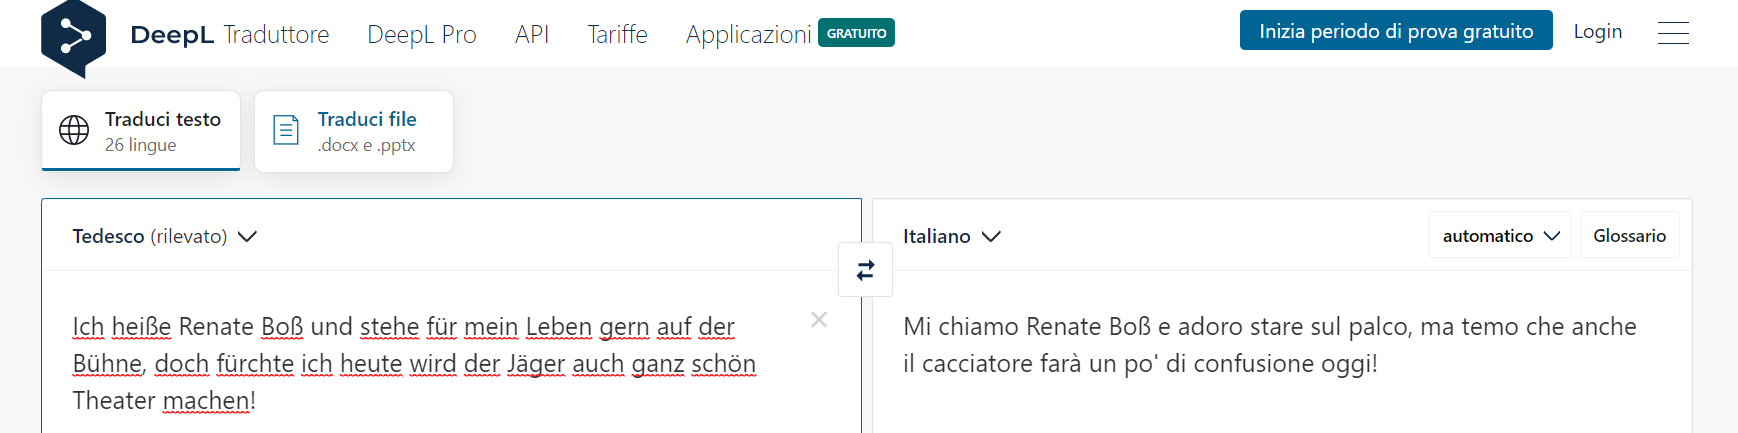 DeepL Traduttore DeepL Pro API Tariffe Applicazioni GRATUITO Inizia periodo di prova gratuito Login
Traduci testo
26 lingue
Traduci file
.docx e .pptx
Tedesco (rilevato)
Italiano automatico Glossario
Ich heiße Renate Boß und stehe für mein Leben gern auf der
Bühne, doch fürchte ich heute wird der Jäger auch ganz schön
Theater machen!
Mi chiamo Renate Boß e adoro stare sul palco, ma temo che anche
il cacciatore farà un po' di confusione oggi!